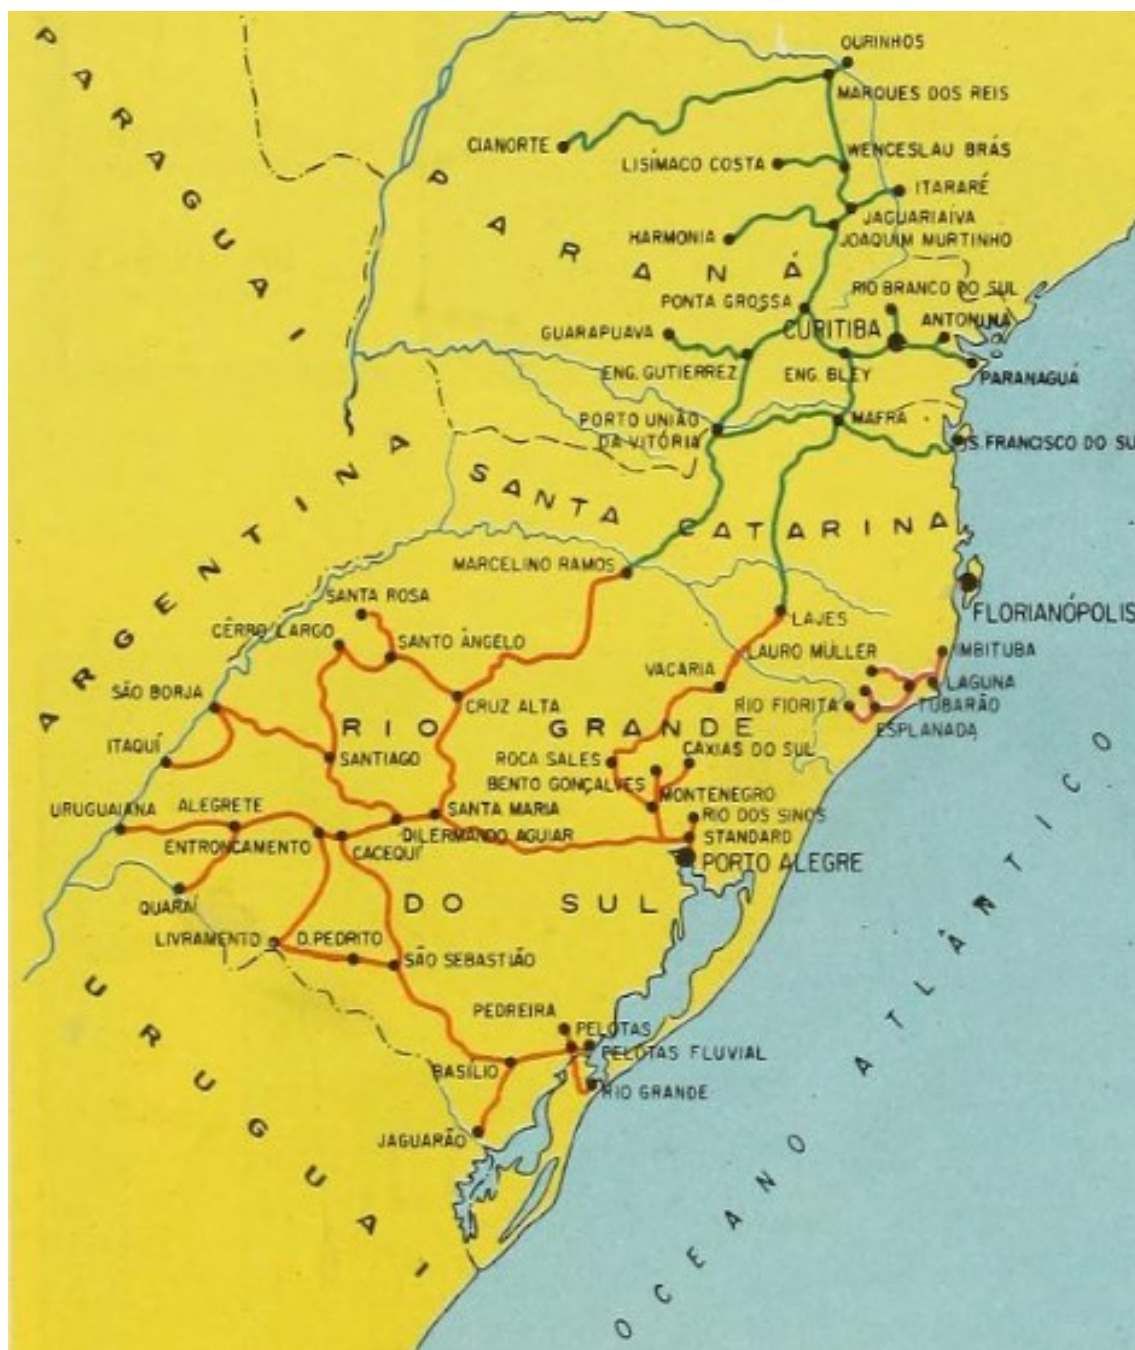 PARAGUAI
OURINHOS
MARQUES DOS REIS
CIANORTE
LISÍMACO COSTA
WENCESLAU BRÁS
ITARARÉ
JAGUARIAÍVA
HARMONIA
JOAQUIM MURTINHO
PARANÁ
RIO BRANCO DO SUL
PONTA GROSSA
GUARAPUAVA
CURITIBA
ANTONINA
ENG. GUTIERREZ
ENG. BLEY
PARANAGUÁ
PORTO UNIÃO
DA VITÓRIA
MAFRA
S. FRANCISCO DO SU
ARGENTINA
SANTA CATARINA
MARCELINO RAMOS
SANTA ROSA
LAJES
FLORIANÓPOLIS
CÊRRO LARGO
SANTO ÂNGELO
LAURO MÜLLER
IMBITUBA
VACARIA
SÃO BORJA
CRUZ ALTA
RIO FIORITA
LAGUNA
TUBARÃO
ESPLANADA
RIO GRANDE
ITAQUÍ
SANTIAGO
ROCA SALES
CAXIAS DO SUL
BENTO GONÇALVES
MONTENEGRO
URUGUAIANA
ALEGRETE
SANTA MARIA
RIO DOS SINOS
ENTRONCAMENTO
CACEQUÍ
DILERMANDO AGUIAR
STANDARD
PORTO ALEGRE
QUARAÍ
DO SUL
LIVRAMENTO
D. PEDRITO
SÃO SEBASTIÃO
PEDREIRA
PELOTAS
PELOTAS FLUVIAL
BASÍLIO
RIO GRANDE
JAGUARÃO
URUGUAI
OCEANO ATLÂNTICO